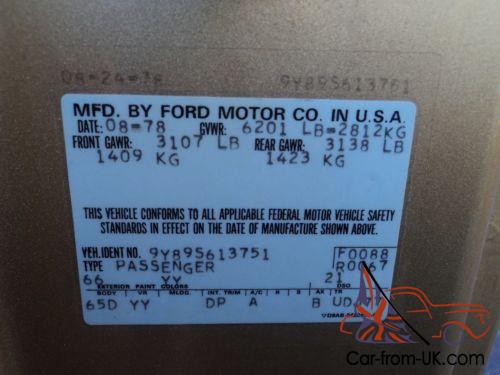 08-24-78 9Y89S613751
MFD. BY FORD MOTOR CO. IN U.S.A.
DATE: 08-78 GVWR: 6201 LB=2812KG
FRONT GAWR: 3107 LB REAR GAWR: 3138 LB
1409 KG 1423 KG
THIS VEHICLE CONFORMS TO ALL APPLICABLE FEDERAL MOTOR VEHICLE SAFETY
STANDARDS IN EFFECT ON THE DATE OF MANUFACTURE SHOWN ABOVE.
VEH. IDENT NO. 9Y89S613751 F0088
TYPE PASSENGER R0067
66 YY 21
EXTERIOR PAINT COLORS DSO
BODY VR MLDG. INT. TRIM A/C R S AX TR
65D YY DP A B UD 77
Car-from-UK.com